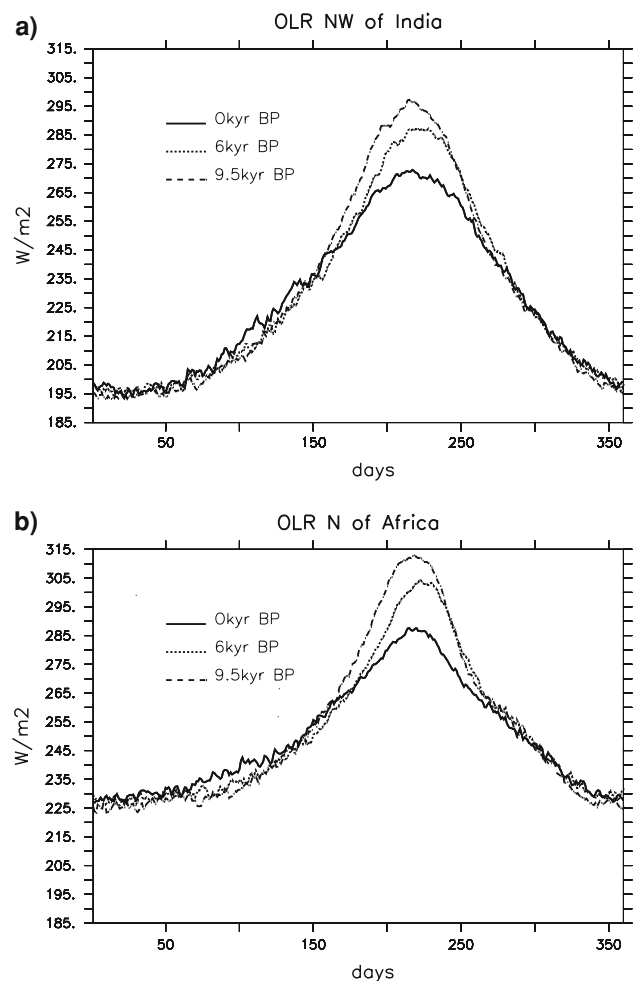 a)
OLR NW of India
315.
305.
295.
285.
275.
265.
255.
245.
235.
225.
215.
205.
195.
185.
W/m2
0kyr BP
6kyr BP
9.5kyr BP
50 150 250 350
days
b)
OLR N of Africa
315.
305.
295.
285.
275.
265.
255.
245.
235.
225.
215.
205.
195.
185.
W/m2
0kyr BP
6kyr BP
9.5kyr BP
50 150 250 350
days